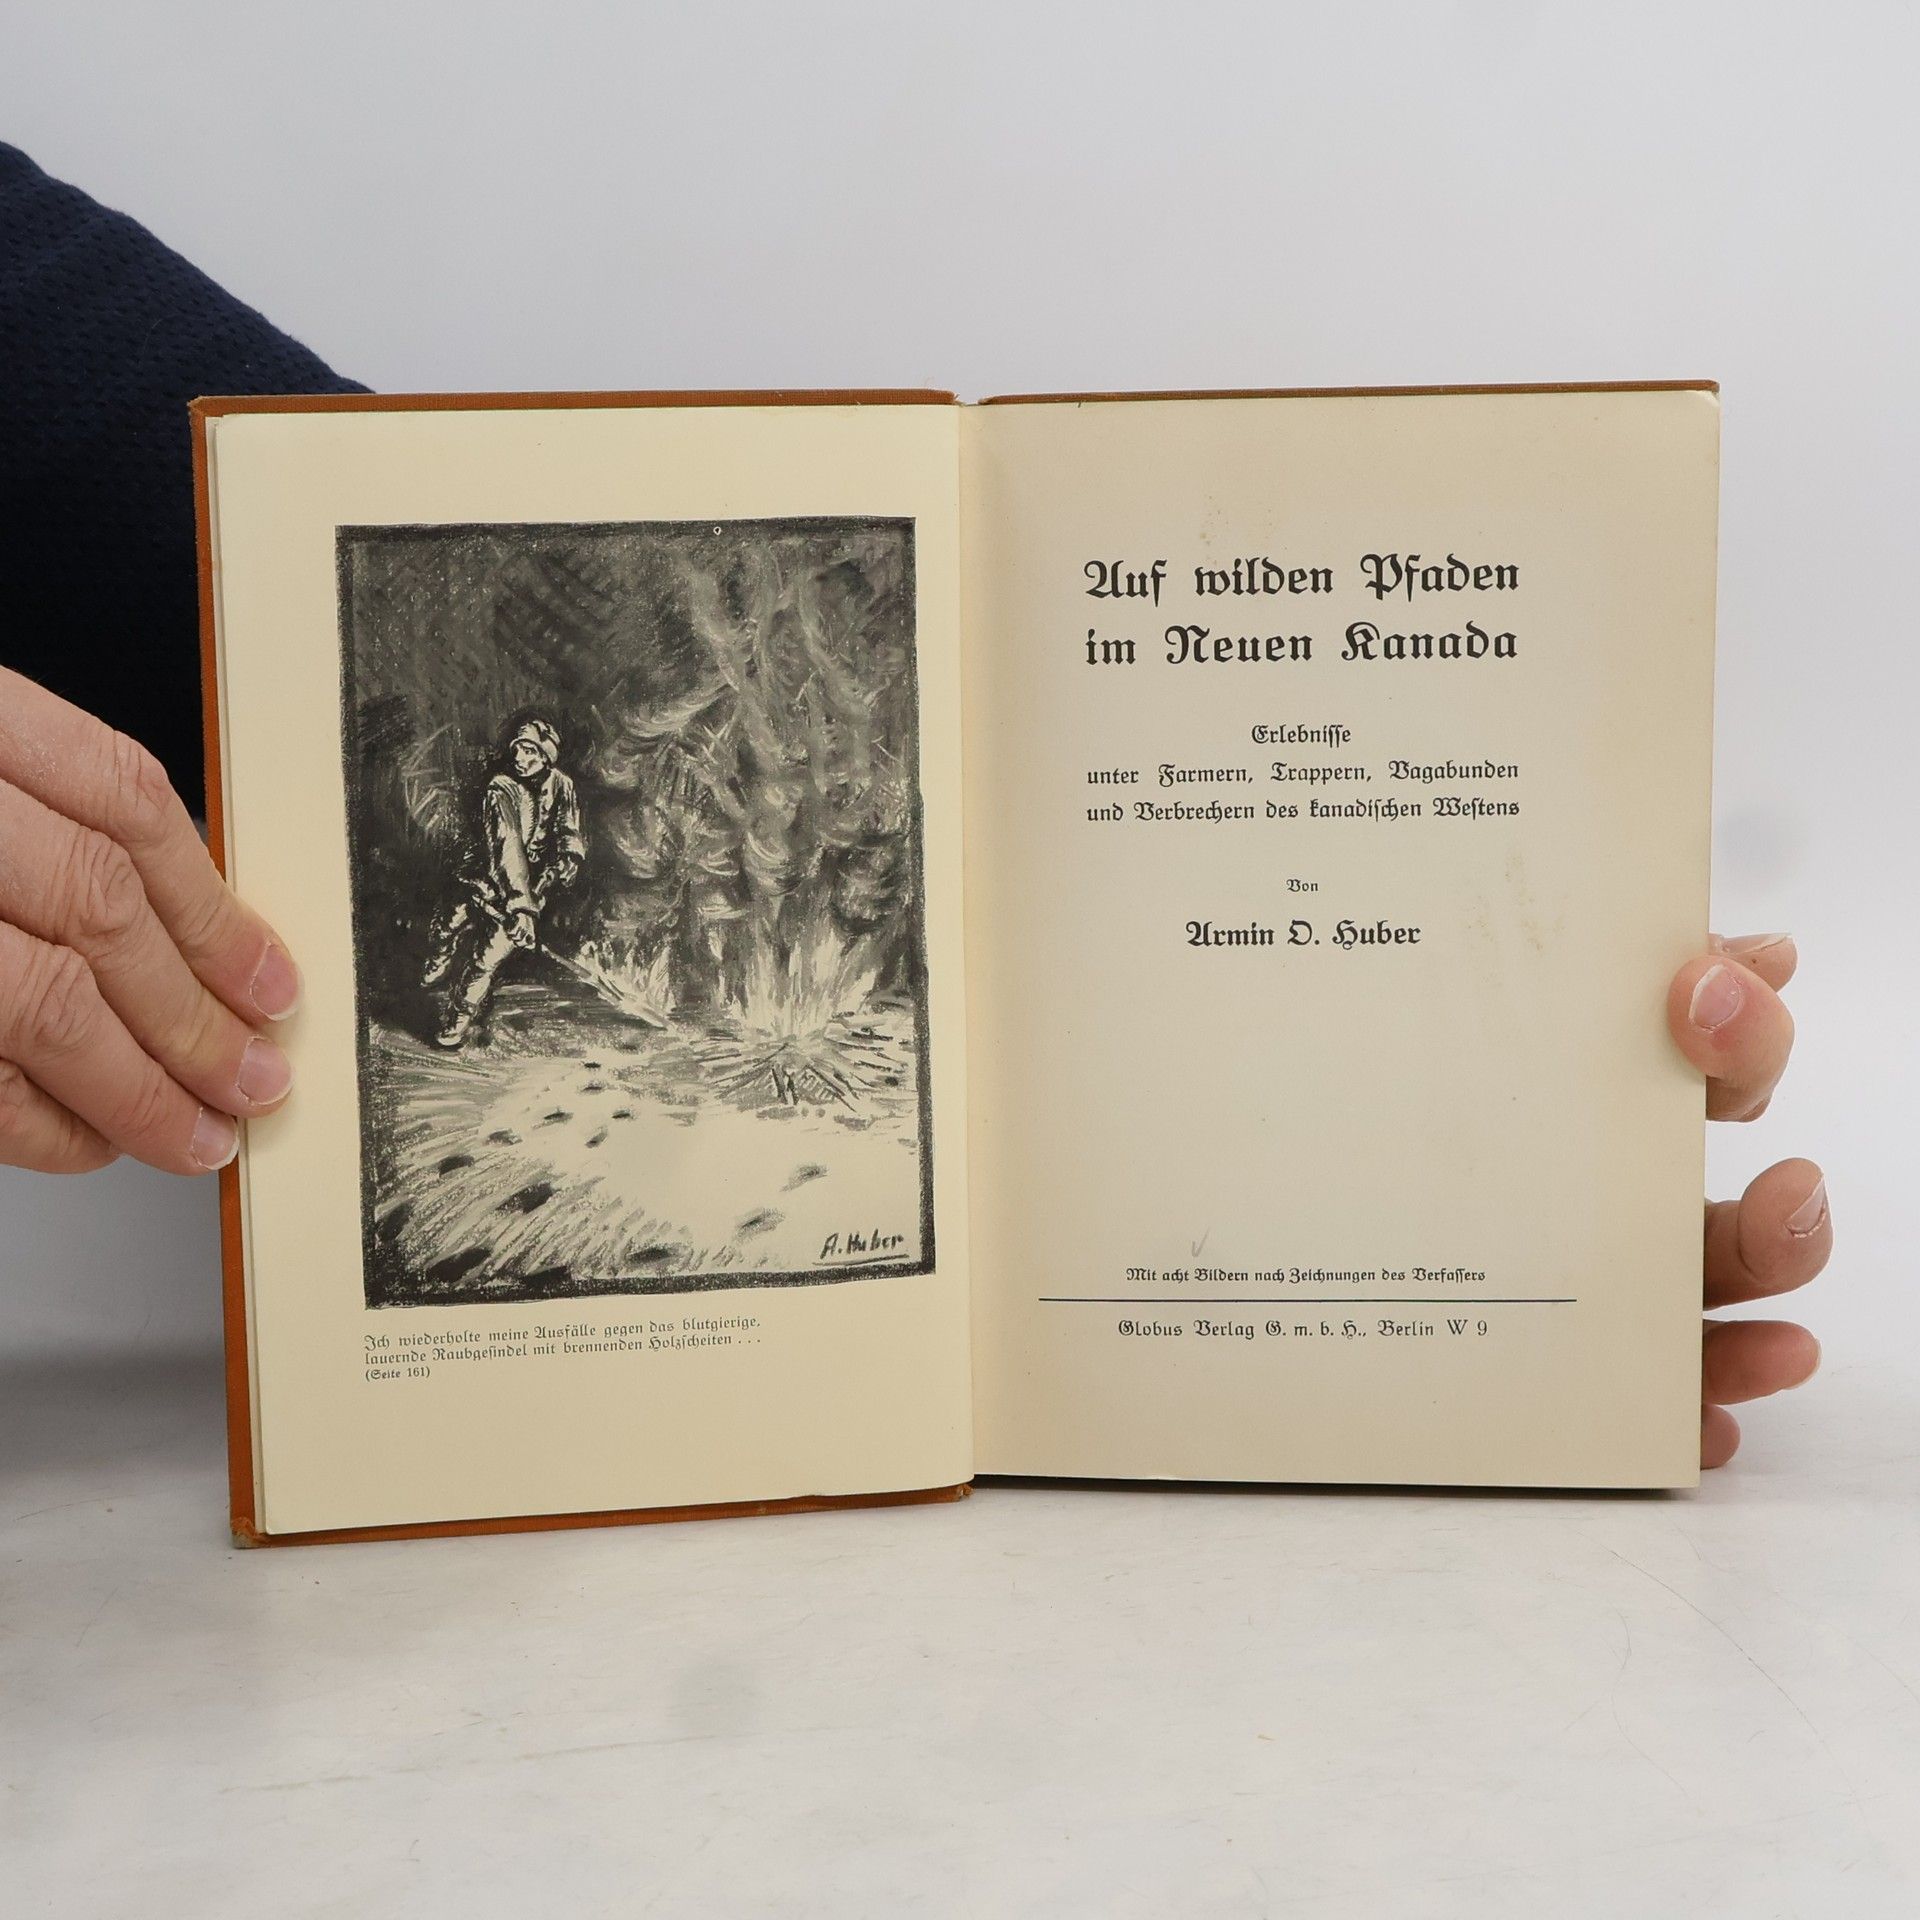 A. Huber
Ich wiederholte meine Ausfälle gegen das blutgierige,
lauernde Raubgesindel mit brennenden Holzscheiten . . .
(Seite 161)
Auf wilden Pfaden
im Neuen Kanada
Erlebnisse
unter Farmern, Trappern, Vagabunden
und Verbrechern des kanadischen Westens
Von
Armin O. Huber
Mit acht Bildern nach Zeichnungen des Verfassers
Globus Verlag G. m. b. H., Berlin W 9